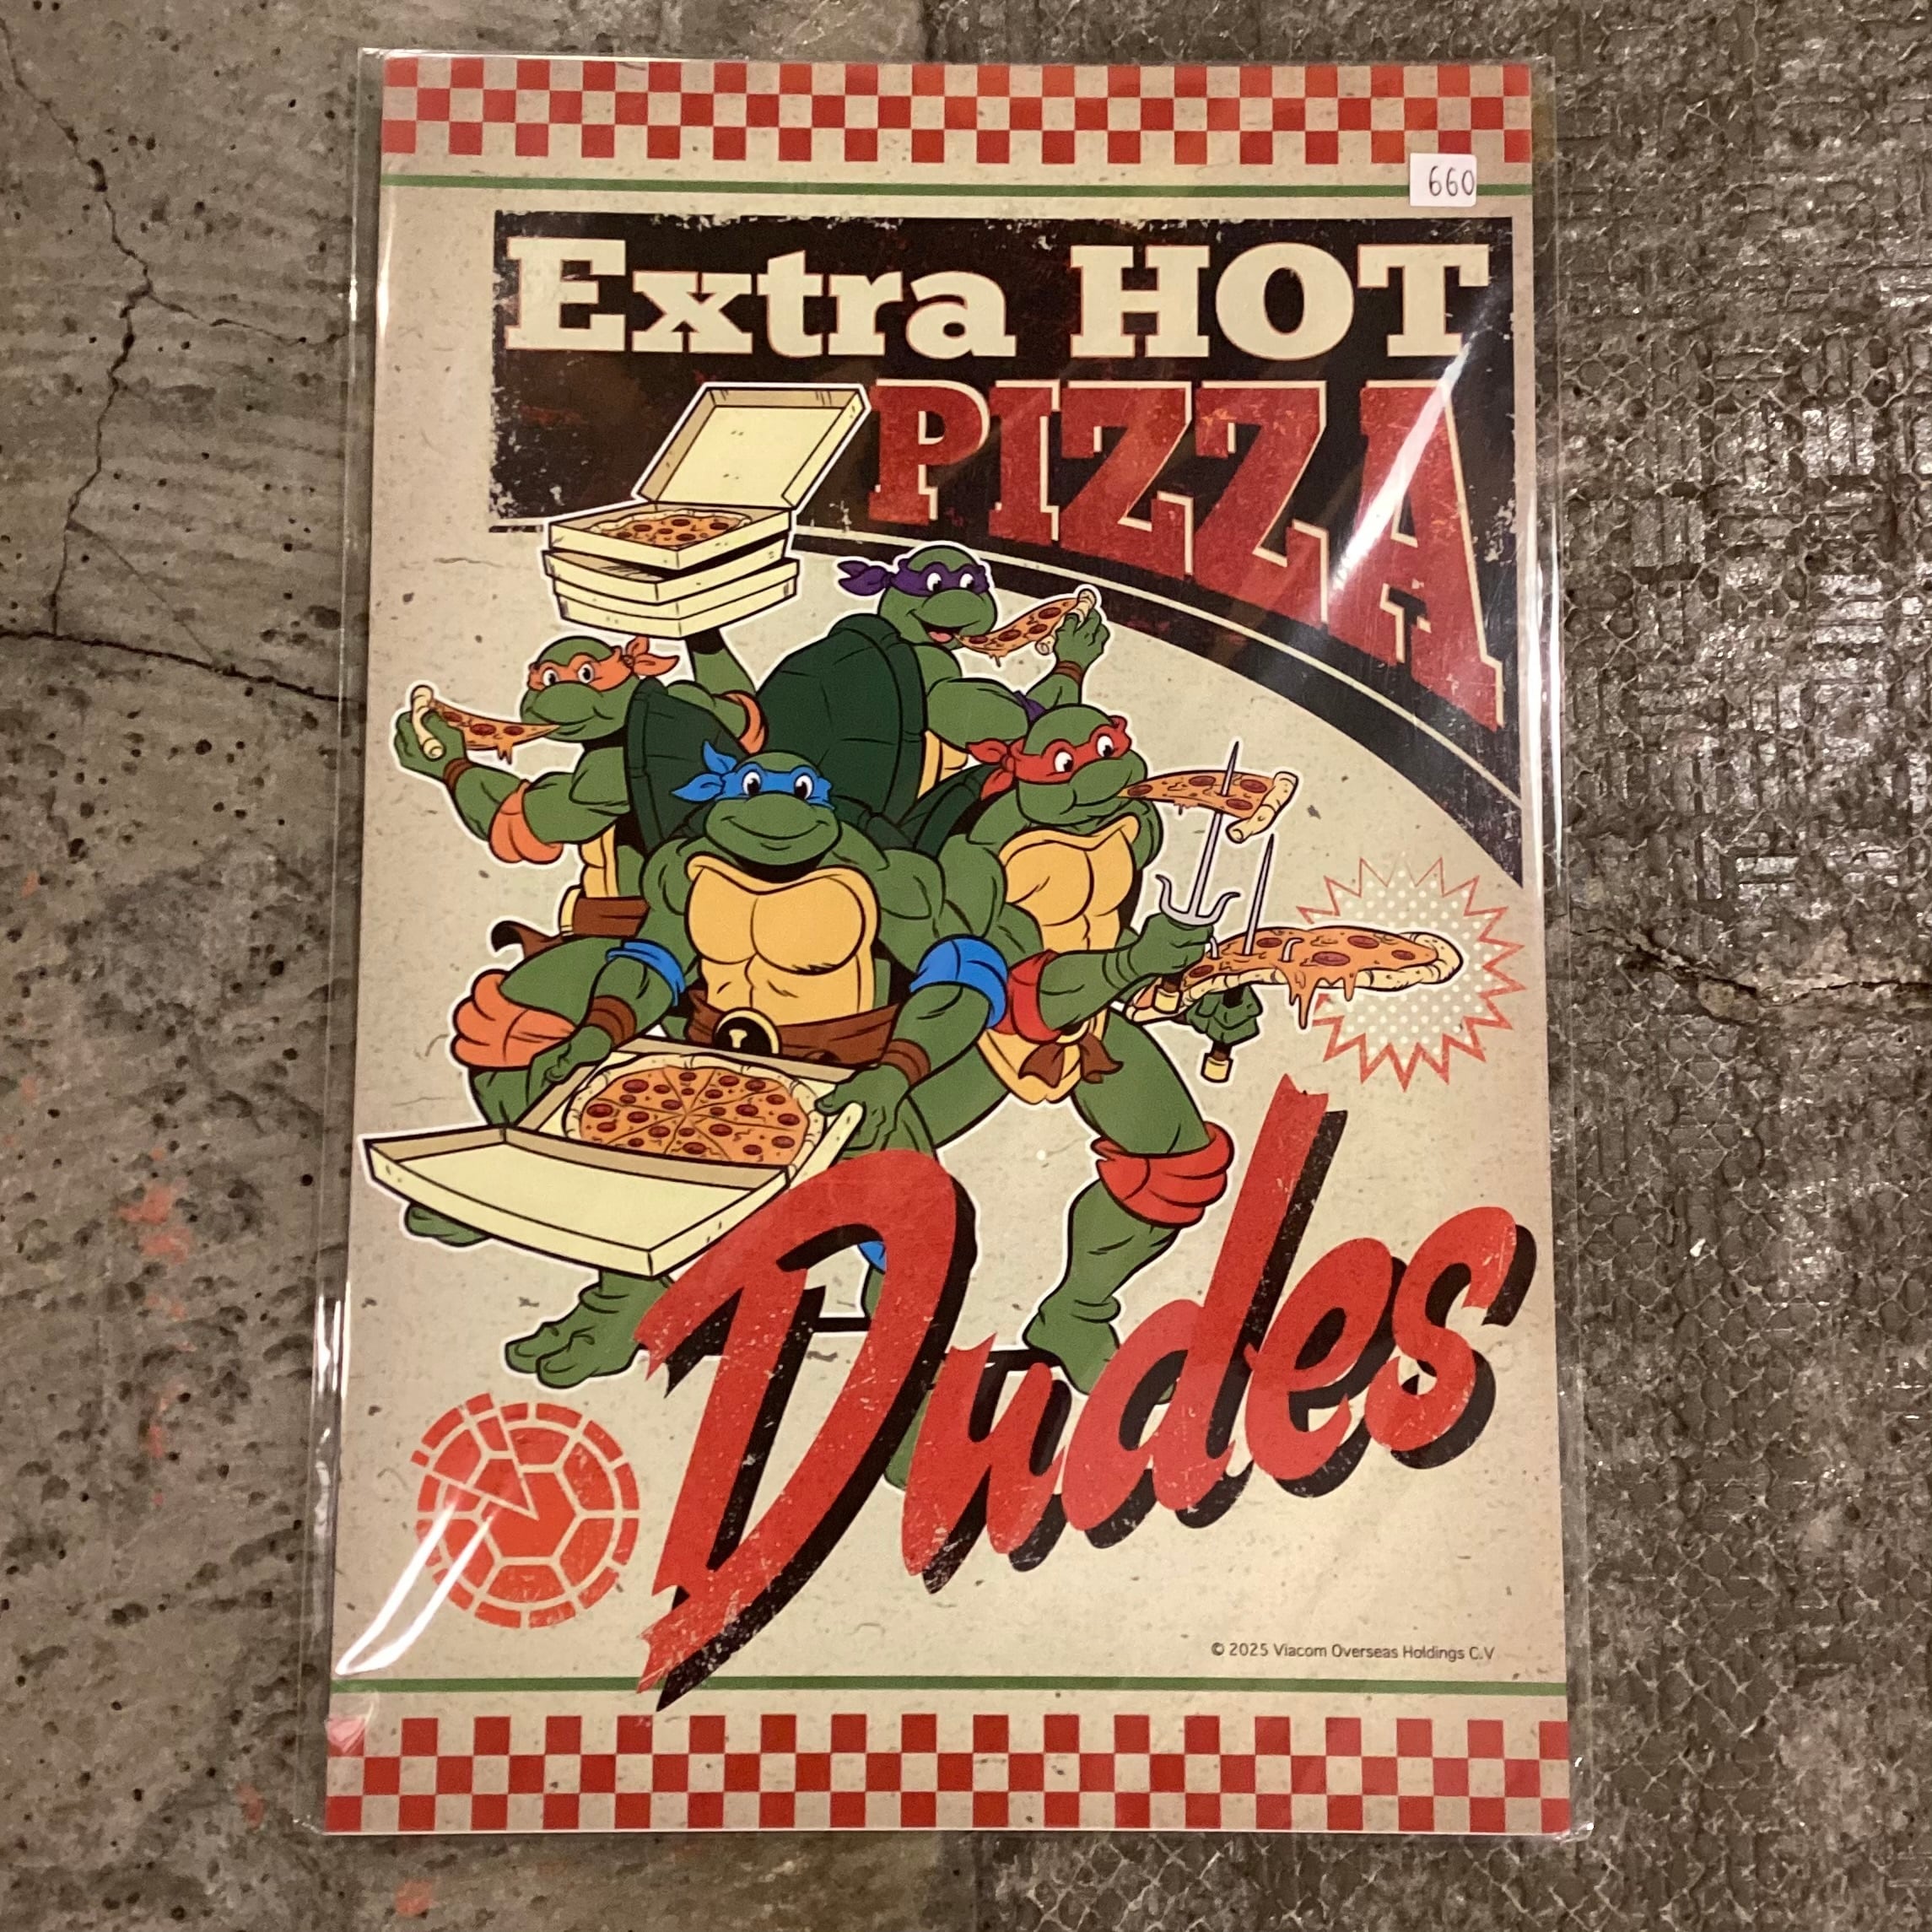 660
Extra HOT
PIZZA
Dudes
© 2025 Viacom Overseas Holdings C.V